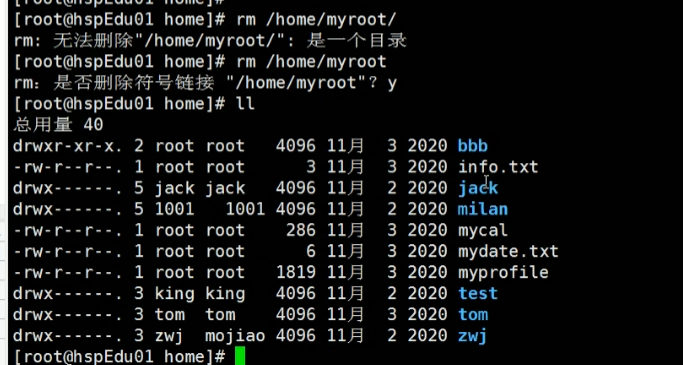 [root@hspEdu01 home]# rm /home/myroot/
rm: 无法删除"/home/myroot/": 是一个目录
[root@hspEdu01 home]# rm /home/myroot
rm：是否删除符号链接 "/home/myroot"？y
[root@hspEdu01 home]# ll
总用量 40
drwxr-xr-x. 2 root root   4096 11月  3 2020 bbb
-rw-r--r--. 1 root root      3 11月  3 2020 info.txt
drwx------. 5 jack jack   4096 11月  2 2020 jack
drwx------. 5 1001   1001 4096 11月  2 2020 milan
-rw-r--r--. 1 root root    286 11月  3 2020 mycal
-rw-r--r--. 1 root root      6 11月  3 2020 mydate.txt
-rw-r--r--. 1 root root   1819 11月  3 2020 myprofile
drwx------. 3 king king   4096 11月  2 2020 test
drwx------. 3 tom  tom    4096 11月  3 2020 tom
drwx------. 3 zwj  mojiao 4096 11月  2 2020 zwj
[root@hspEdu01 home]#